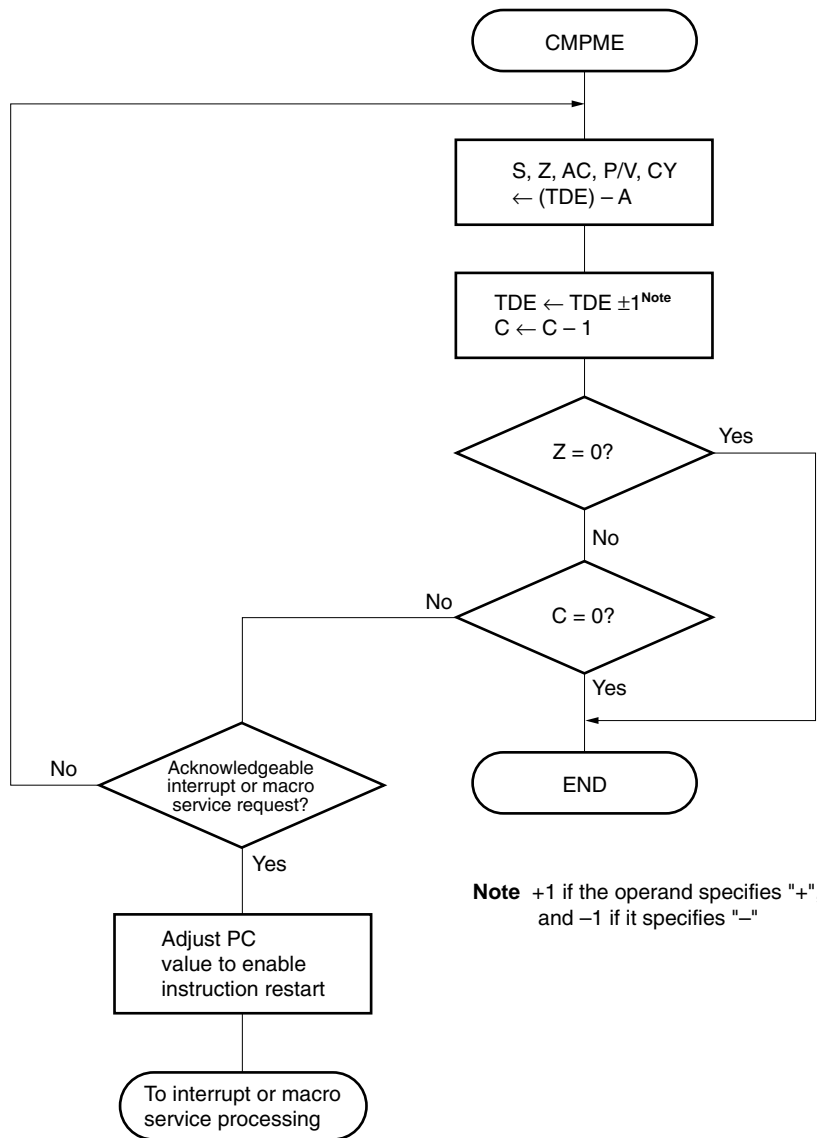 CMPME
S, Z, AC, P/V, CY
← (TDE) – A
TDE ← TDE ±1Note
C ← C – 1
Z = 0?
Yes
No
C = 0?
No
Yes
Acknowledgeable
interrupt or macro
service request?
No
Yes
END
Note +1 if the operand specifies "+",
and –1 if it specifies "–"
Adjust PC
value to enable
instruction restart
To interrupt or macro
service processing